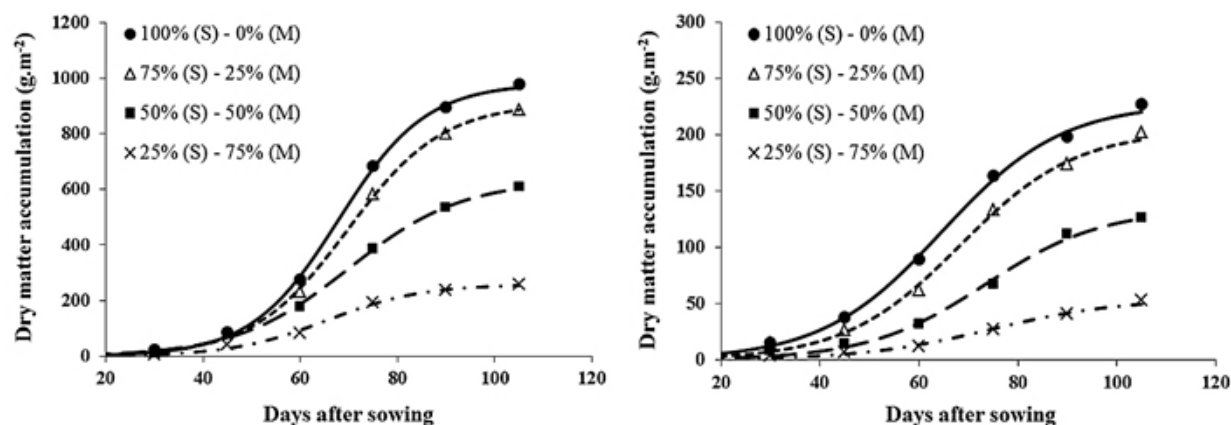 Dry matter accumulation (g.m-2)
1200
1000
800
600
400
200
0
100% (S) - 0% (M)
75% (S) - 25% (M)
50% (S) - 50% (M)
25% (S) - 75% (M)
20 40 60 80 100 120
Days after sowing
Dry matter accumulation (g.m-2)
300
250
200
150
100
50
0
100% (S) - 0% (M)
75% (S) - 25% (M)
50% (S) - 50% (M)
25% (S) - 75% (M)
20 40 60 80 100 120
Days after sowing